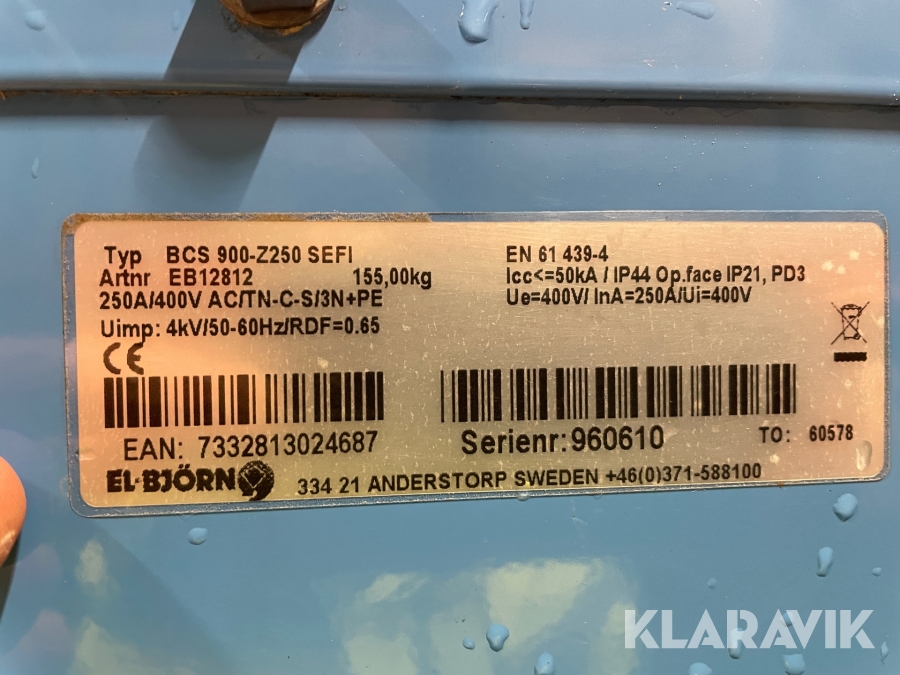 Typ BCS 900-Z250 SEFI
Artnr EB12812 155,00kg
250A/400V AC/TN-C-S/3N+PE
Uimp: 4kV/50-60Hz/RDF=0.65
CE
EAN: 7332813024687
EL•BJÖRN
EN 61 439-4
Icc<=50kA / IP44 Op.face IP21, PD3
Ue=400V/ InA=250A/Ui=400V
Serienr:960610 TO: 60578
334 21 ANDERSTORP SWEDEN +46(0)371-588100
KLARAVIK